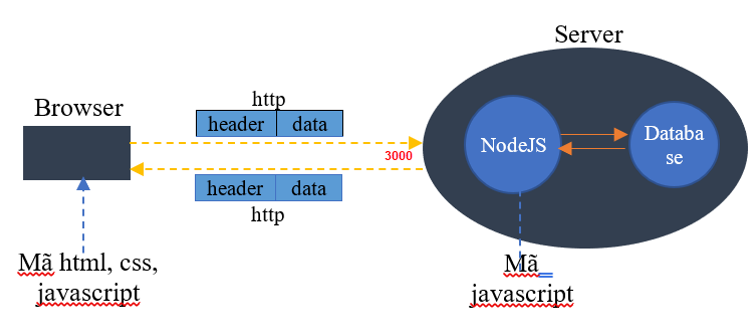 Server
Browser
http
header data
3000
NodeJS
Databa
se
header data
http
Mã html, css,
javascript
Mã
javascript